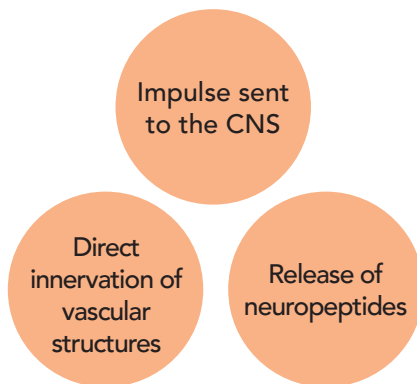 Impulse sent
to the CNS
Direct
innervation of
vascular
structures
Release of
neuropeptides